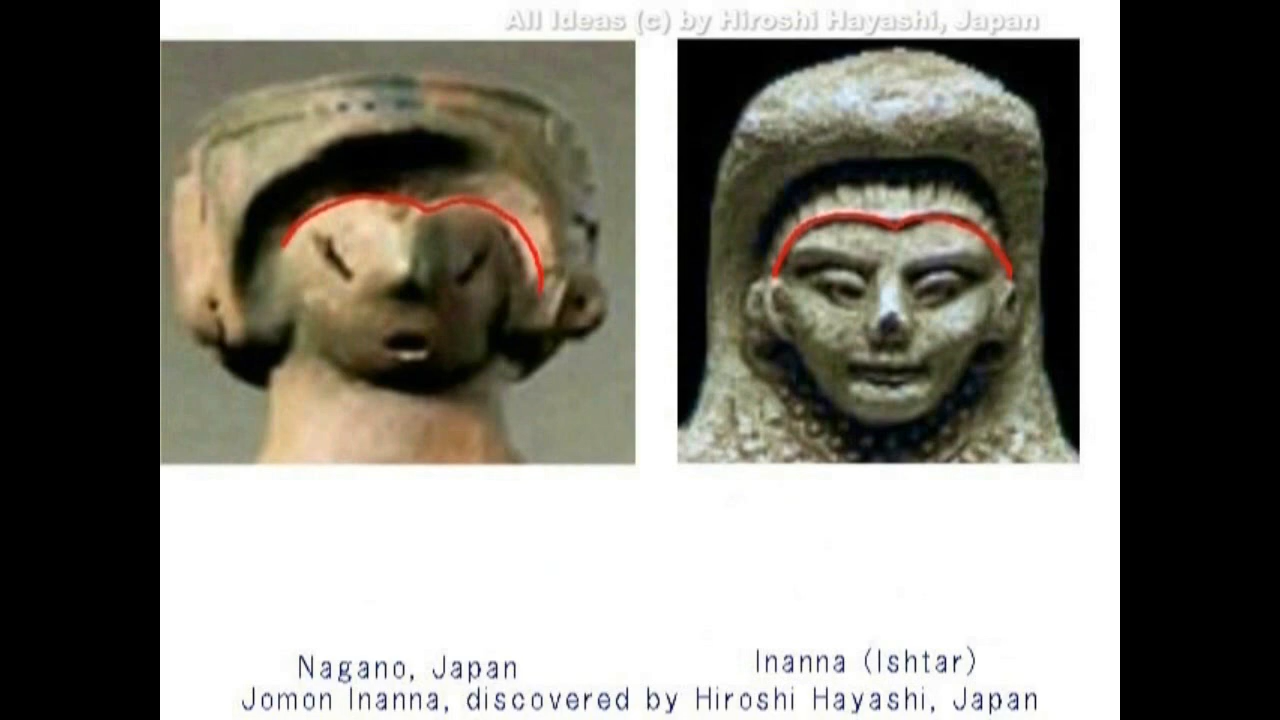 All Ideas (c) by Hiroshi Hayashi, Japan
Nagano, Japan
Inanna (Ishtar)
Jomon Inanna, discovered by Hiroshi Hayashi, Japan